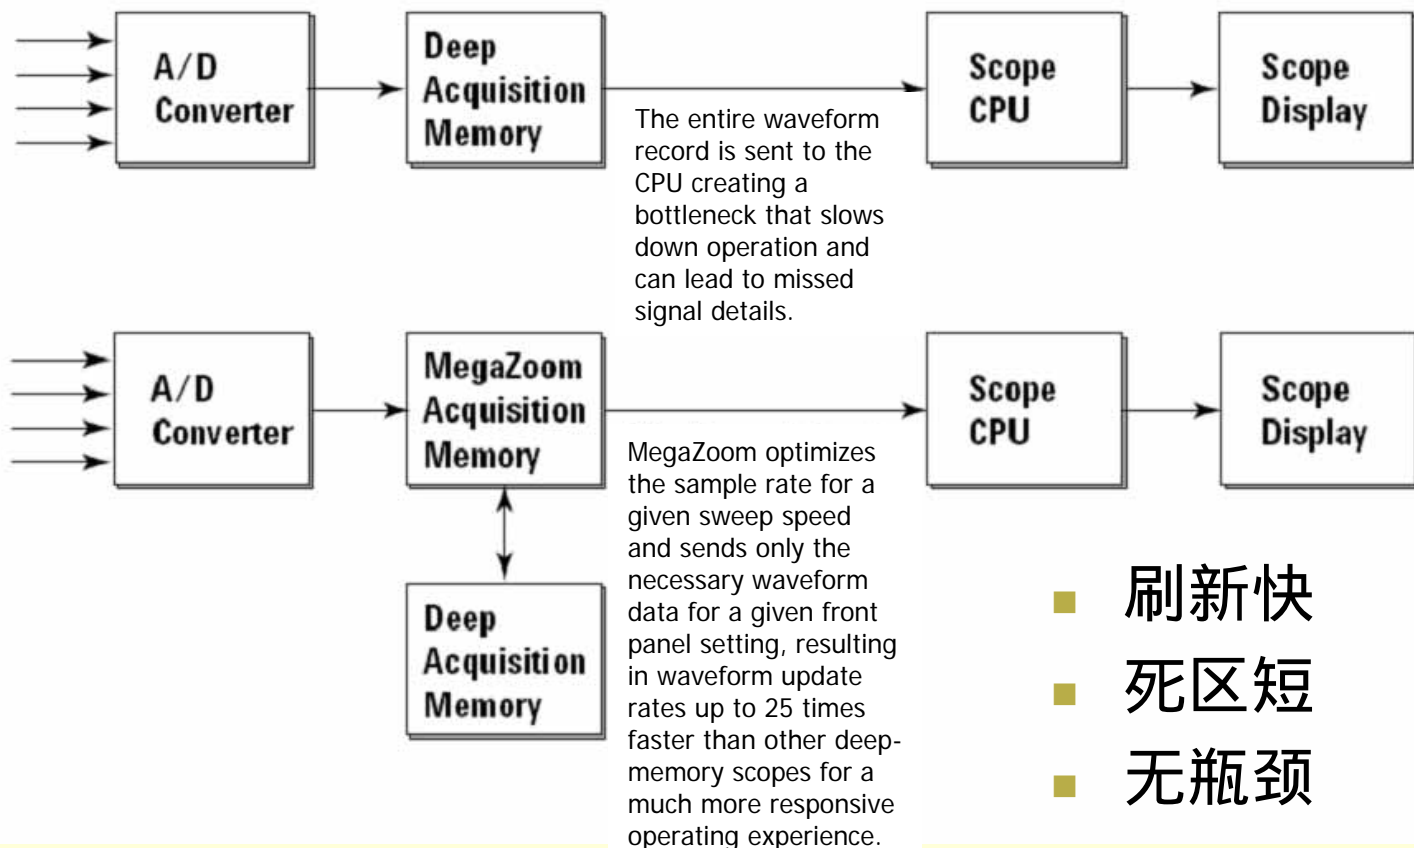 A/D
Converter
Deep
Acquisition
Memory
The entire waveform
record is sent to the
CPU creating a
bottleneck that slows
down operation and
can lead to missed
signal details.
Scope
CPU
Scope
Display
A/D
Converter
MegaZoom
Acquisition
Memory
Deep
Acquisition
Memory
MegaZoom optimizes
the sample rate for a
given sweep speed
and sends only the
necessary waveform
data for a given front
panel setting, resulting
in waveform update
rates up to 25 times
faster than other deep-
memory scopes for a
much more responsive
operating experience.
Scope
CPU
Scope
Display
刷新快
死区短
无瓶颈